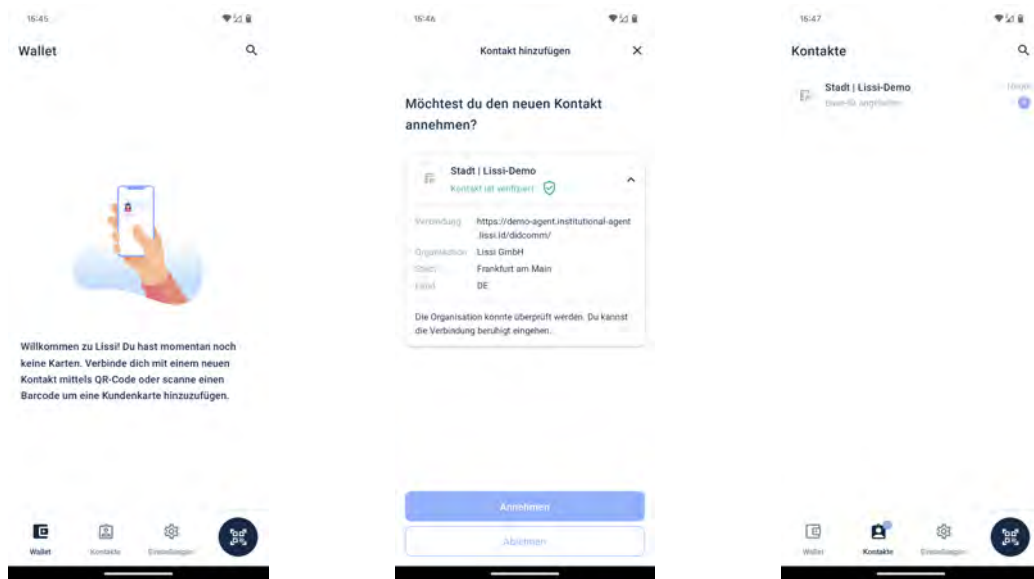 16:45
Wallet
Willkommen zu Lissi! Du hast momentan noch
keine Karten. Verbinde dich mit einem neuen
Kontakt mittels QR-Code oder scanne einen
Barcode um eine Kundenkarte hinzuzufügen.
Wallet
Kontakte
Einstellungen
16:46
Kontakt hinzufügen
Möchtest du den neuen Kontakt
annehmen?
Stadt | Lissi-Demo
Kontakt ist verifiziert
Verbindung https://demo-agent.institutional-agent
.lissi.id/didcomm/
Organisation Lissi GmbH
Stadt Frankfurt am Main
Land DE
Die Organisation konnte überprüft werden. Du kannst
die Verbindung beruhigt eingehen.
Annehmen
Ablehnen
16:47
Kontakte
Stadt | Lissi-Demo
Wallet
Kontakte
Einstellungen